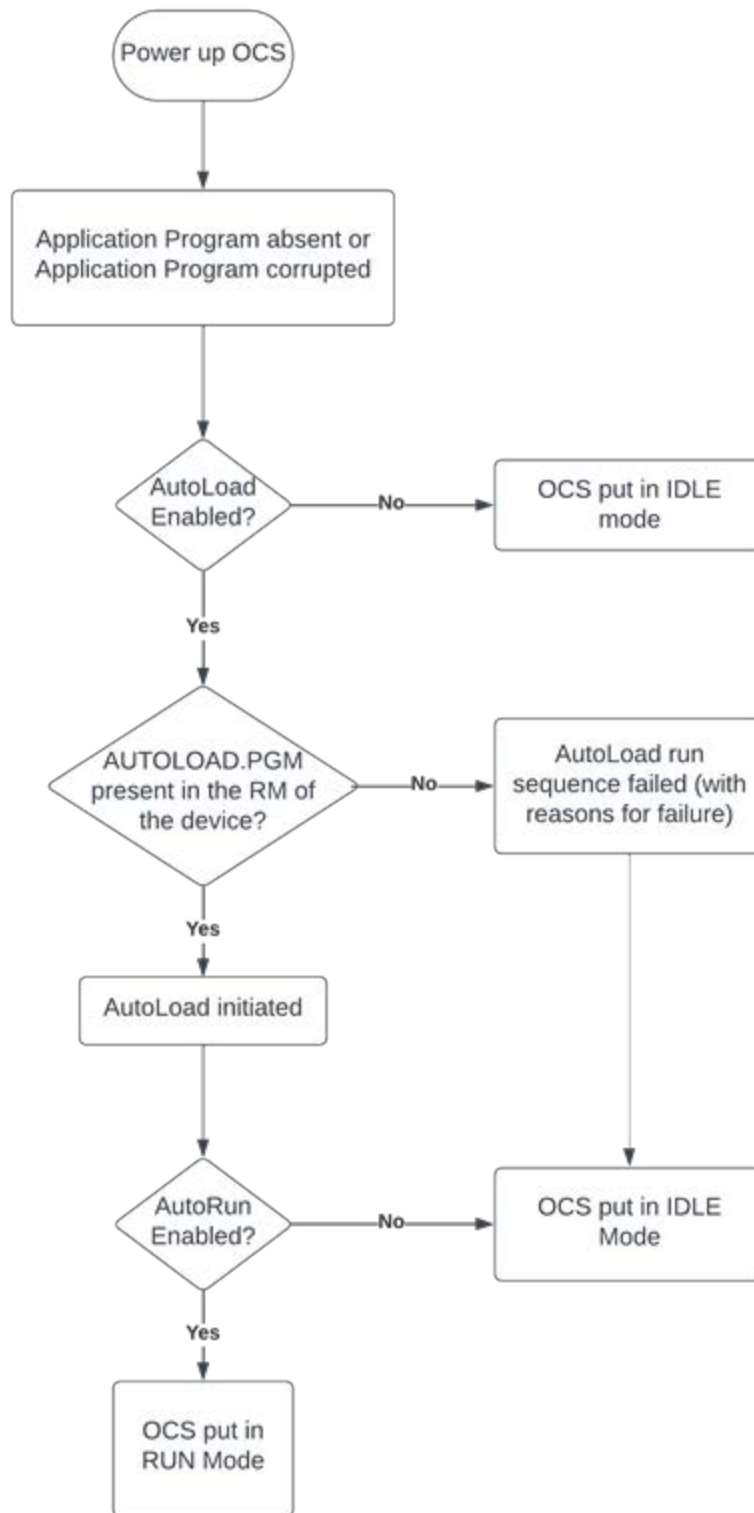 Power up OCS
Application Program absent or
Application Program corrupted
AutoLoad
Enabled?
No
OCS put in IDLE
mode
Yes
AUTOLOAD.PGM
present in the RM of
the device?
No
AutoLoad run
sequence failed (with
reasons for failure)
Yes
AutoLoad initiated
AutoRun
Enabled?
No
OCS put in IDLE
Mode
Yes
OCS put in
RUN Mode